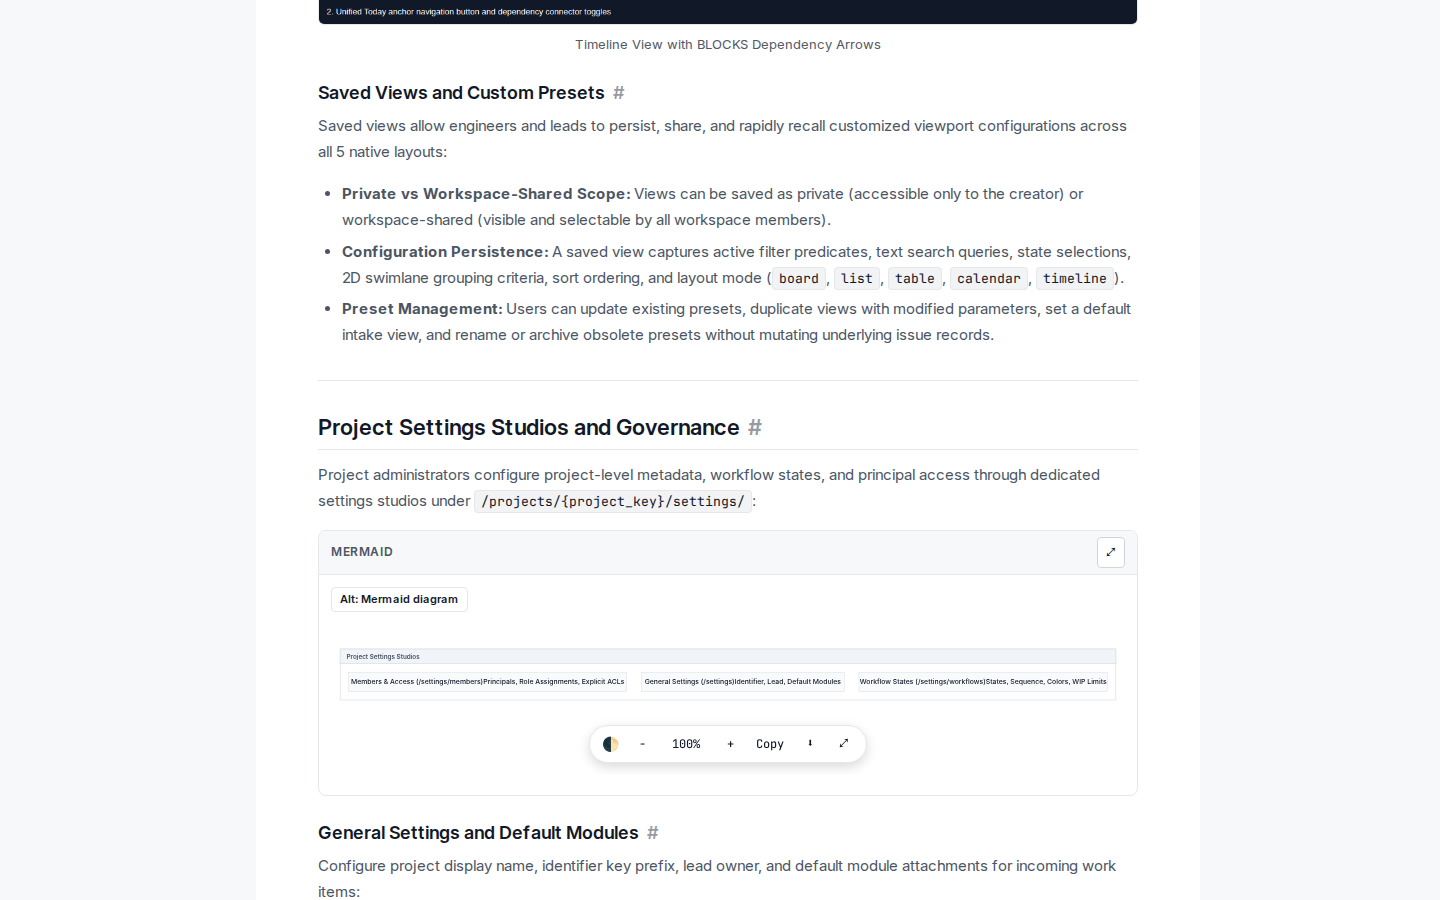 2. Unified Today anchor navigation button and dependency connector toggles
Timeline View with BLOCKS Dependency Arrows
Saved Views and Custom Presets #
Saved views allow engineers and leads to persist, share, and rapidly recall customized viewport configurations across
all 5 native layouts:
• Private vs Workspace-Shared Scope: Views can be saved as private (accessible only to the creator) or
workspace-shared (visible and selectable by all workspace members).
• Configuration Persistence: A saved view captures active filter predicates, text search queries, state selections,
2D swimlane grouping criteria, sort ordering, and layout mode ( board , list , table , calendar , timeline ).
• Preset Management: Users can update existing presets, duplicate views with modified parameters, set a default
intake view, and rename or archive obsolete presets without mutating underlying issue records.
Project Settings Studios and Governance #
Project administrators configure project-level metadata, workflow states, and principal access through dedicated
settings studios under /projects/{project_key}/settings/ :
MERMAID
Alt: Mermaid diagram
Project Settings Studios
Members & Access (/settings/members)Principals, Role Assignments, Explicit ACLs
General Settings (/settings)Identifier, Lead, Default Modules
Workflow States (/settings/workflows)States, Sequence, Colors, WIP Limits
- 100% + Copy
General Settings and Default Modules #
Configure project display name, identifier key prefix, lead owner, and default module attachments for incoming work
items: